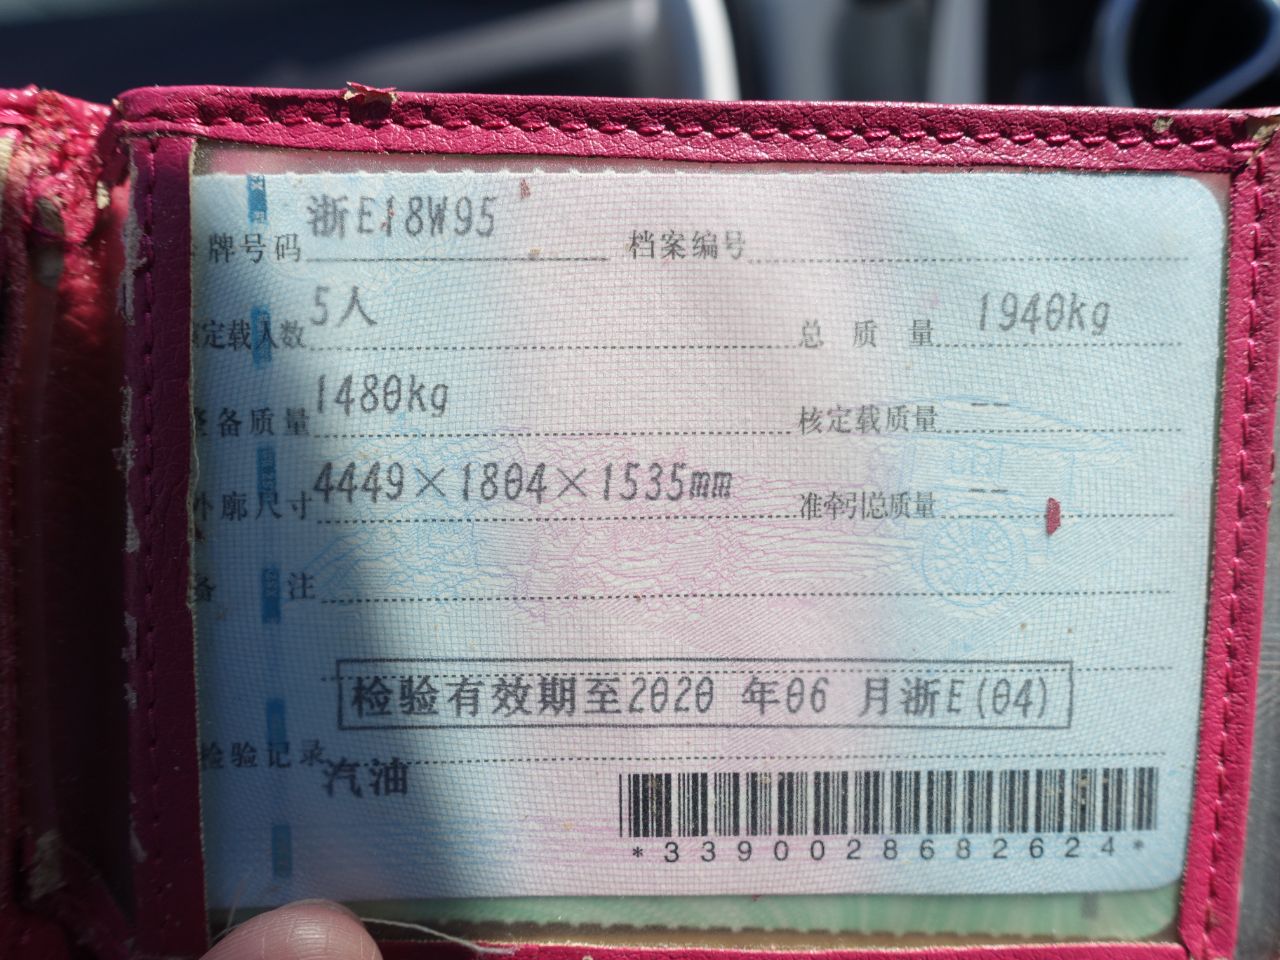 牌号码 浙E18W95 档案编号
定载人数 5人 总质量 1940kg
整备质量 1480kg 核定载质量 --
外廓尺寸 4449×1804×1535mm 准牵引总质量 --
备注
检验有效期至2020 年06 月浙E(04)
检验记录
汽油
*3390028682624*